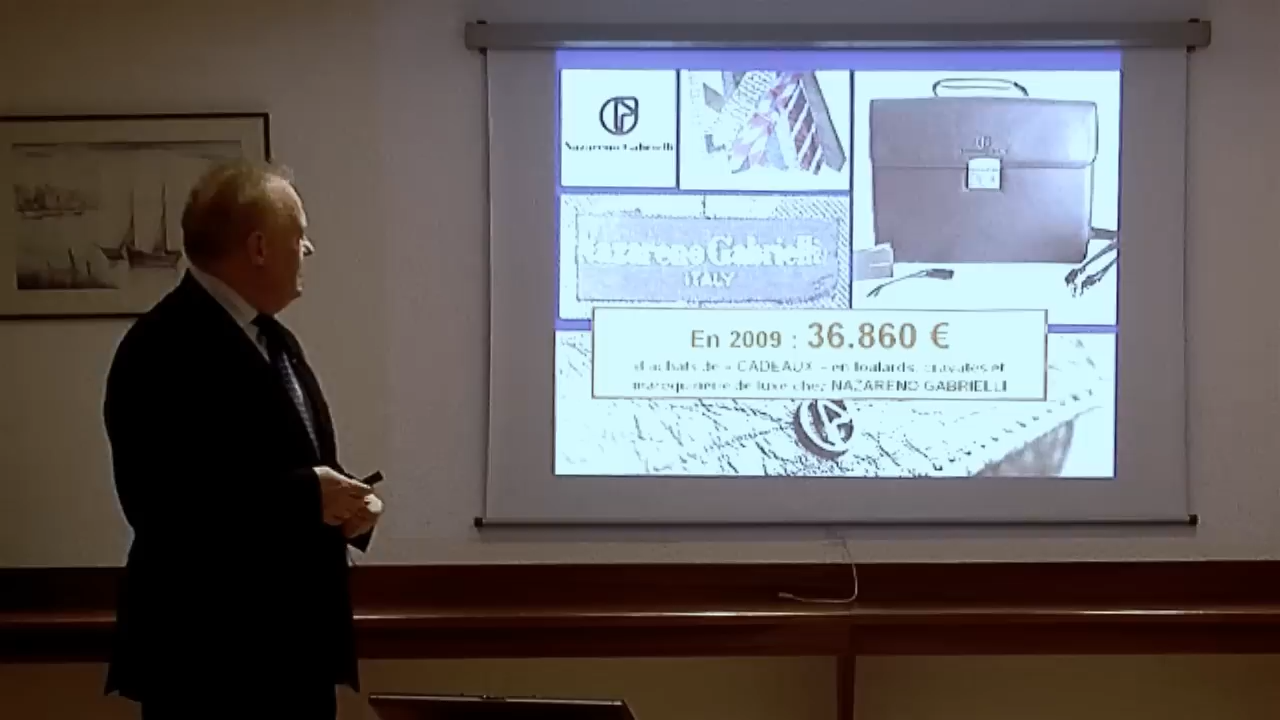 Nazareno Gabrielli
Nazareno Gabrielli
ITALY
En 2009 : 36.860 €
d'achats de « CADEAUX » en foulards, cravates et
maroquinerie de luxe chez NAZARENO GABRIELLI